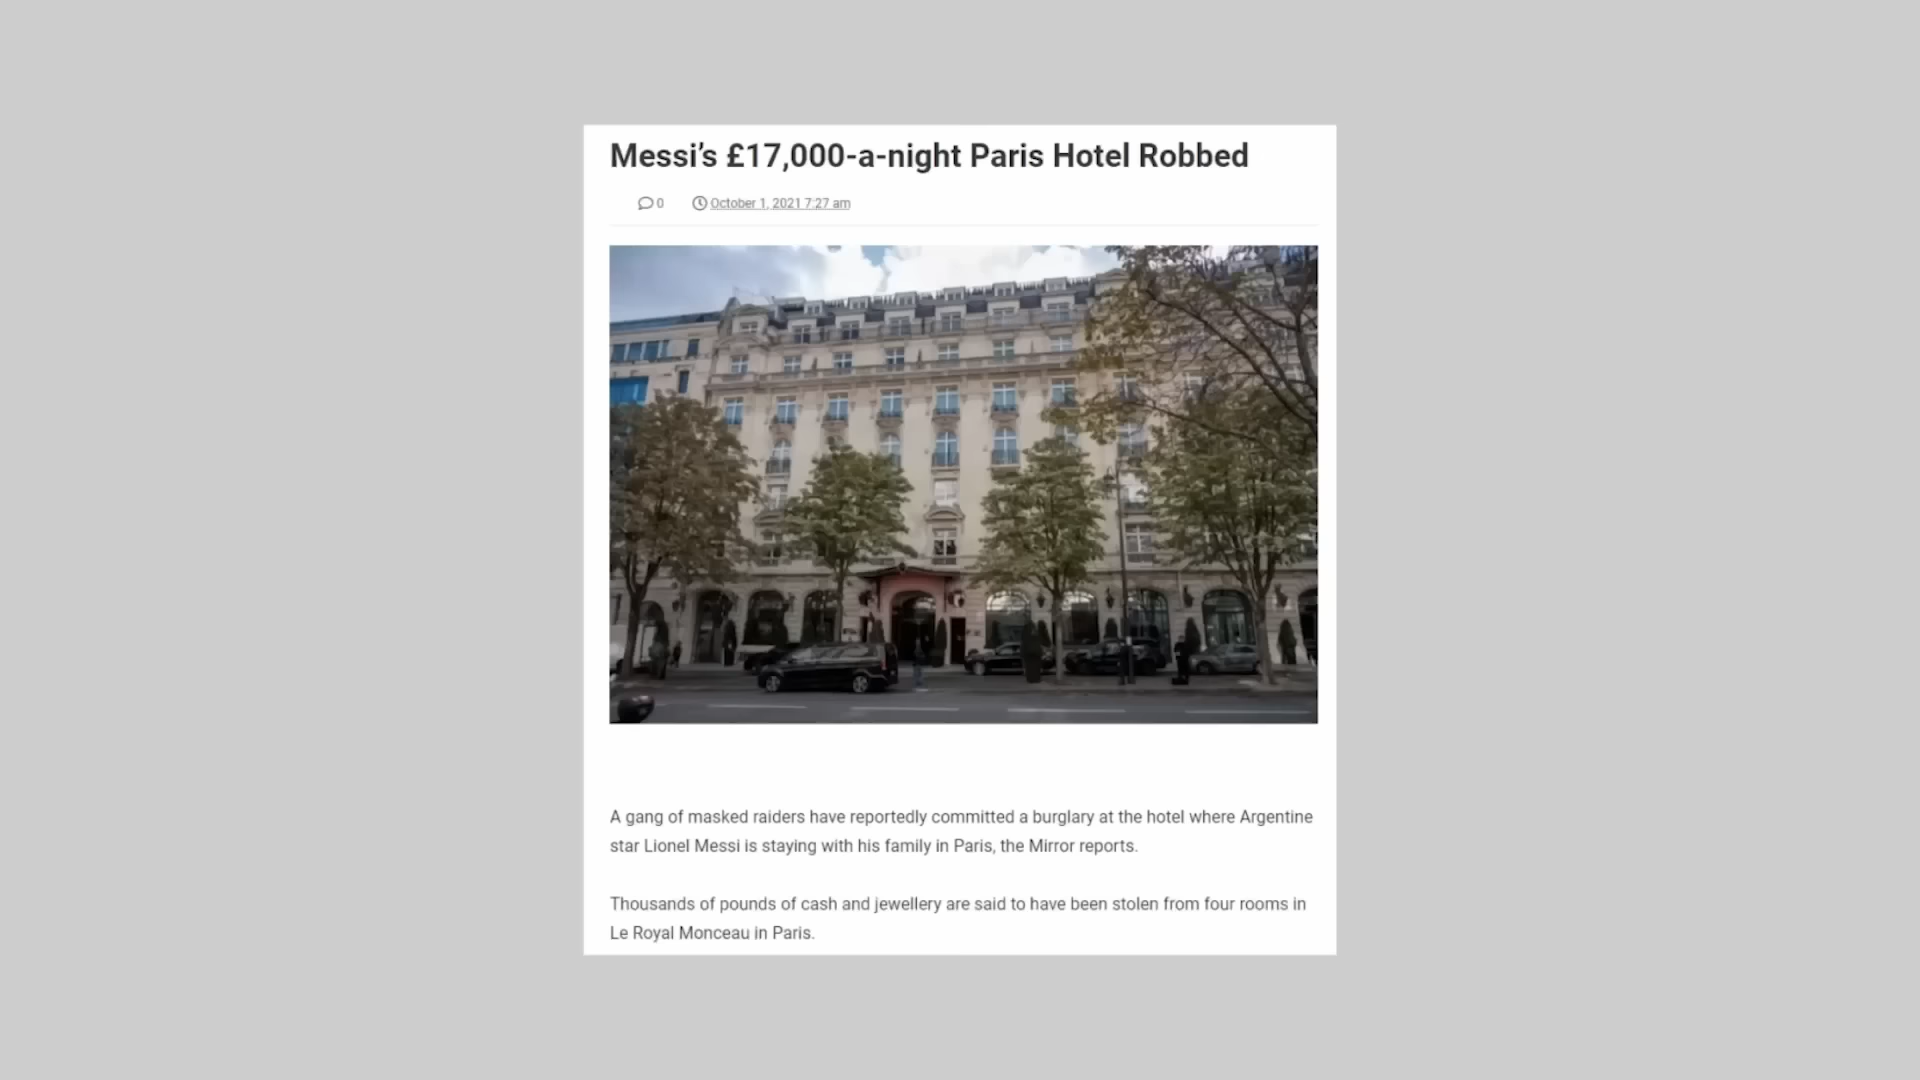 Messi’s £17,000-a-night Paris Hotel Robbed
0 October 1, 2021 7:27 am
A gang of masked raiders have reportedly committed a burglary at the hotel where Argentine
star Lionel Messi is staying with his family in Paris, the Mirror reports.
Thousands of pounds of cash and jewellery are said to have been stolen from four rooms in
Le Royal Monceau in Paris.